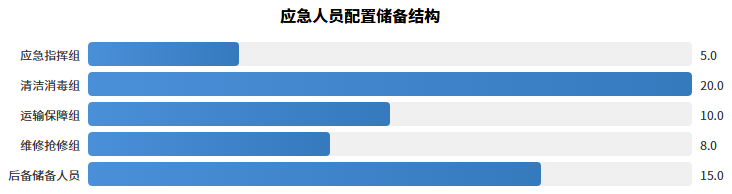 应急人员配置储备结构
应急指挥组 5.0
清洁消毒组 20.0
运输保障组 10.0
维修抢修组 8.0
后备储备人员 15.0